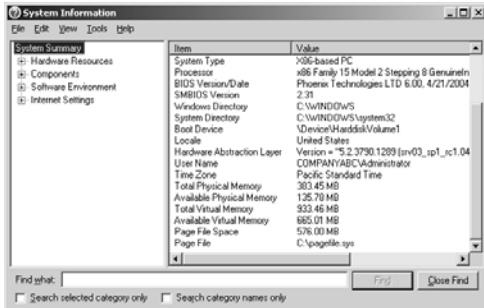 System Information
File Edit View Tools Help
System Summary
Hardware Resources
Components
Software Environment
Internet Settings
Item Value
System Type X86-based PC
Processor x86 Family 15 Model 2 Stepping 8 GenuineIn
BIOS Version/Date Phoenix Technologies LTD 6.00, 4/21/2004
SMBIOS Version 2.31
Windows Directory C:\WINDOWS
System Directory C:\WINDOWS\system32
Boot Device \Device\HarddiskVolume1
Locale United States
Hardware Abstraction Layer Version = "5.2.3790.1289 (srv03_sp1_rc1.04
User Name COMPANYABC\Administrator
Time Zone Pacific Standard Time
Total Physical Memory 383.45 MB
Available Physical Memory 135.78 MB
Total Virtual Memory 933.46 MB
Available Virtual Memory 665.01 MB
Page File Space 576.00 MB
Page File C:\pagefile.sys
Find what: Find Close Find
Search selected category only Search category names only